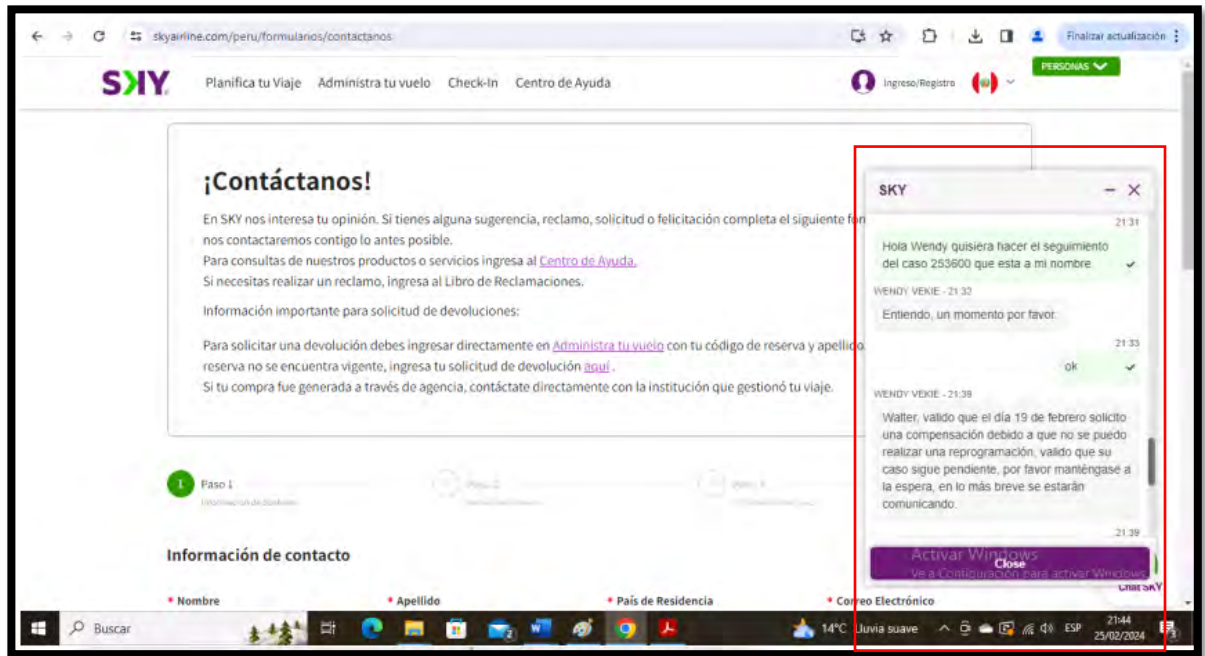 skyairline.com/peru/formularios/contactanos
Finalizar actualización
SKY
Planifica tu Viaje Administra tu vuelo Check-In Centro de Ayuda
Ingreso/Registro
PERSONAS
¡Contáctanos!
En SKY nos interesa tu opinión. Si tienes alguna sugerencia, reclamo, solicitud o felicitación completa el siguiente for
nos contactaremos contigo lo antes posible.
Para consultas de nuestros productos o servicios ingresa al Centro de Ayuda.
Si necesitas realizar un reclamo, ingresa al Libro de Reclamaciones.
Información importante para solicitud de devoluciones:
Para solicitar una devolución debes ingresar directamente en Administra tu vuelo con tu código de reserva y apellido
reserva no se encuentra vigente, ingresa tu solicitud de devolución aquí .
Si tu compra fue generada a través de agencia, contáctate directamente con la institución que gestionó tu viaje.
1 Paso 1
Información de contacto
* Nombre * Apellido * País de Residencia * Correo Electrónico
SKY
21:31
Hola Wendy quisiera hacer el seguimiento
del caso 253600 que esta a mi nombre
WENDY VEKIE - 21:32
Entiendo, un momento por favor.
21:33
ok
WENDY VEKIE - 21:39
Walter, valido que el día 19 de febrero solicito
una compensación debido a que no se puedo
realizar una reprogramación, valido que su
caso sigue pendiente, por favor manténgase a
la espera, en lo más breve se estarán
comunicando.
21:39
Activar Windows
Close
Ve a Configuración para activar Windows.
Chat SKY
Buscar
14°C Lluvia suave
ESP
21:44
25/02/2024
3